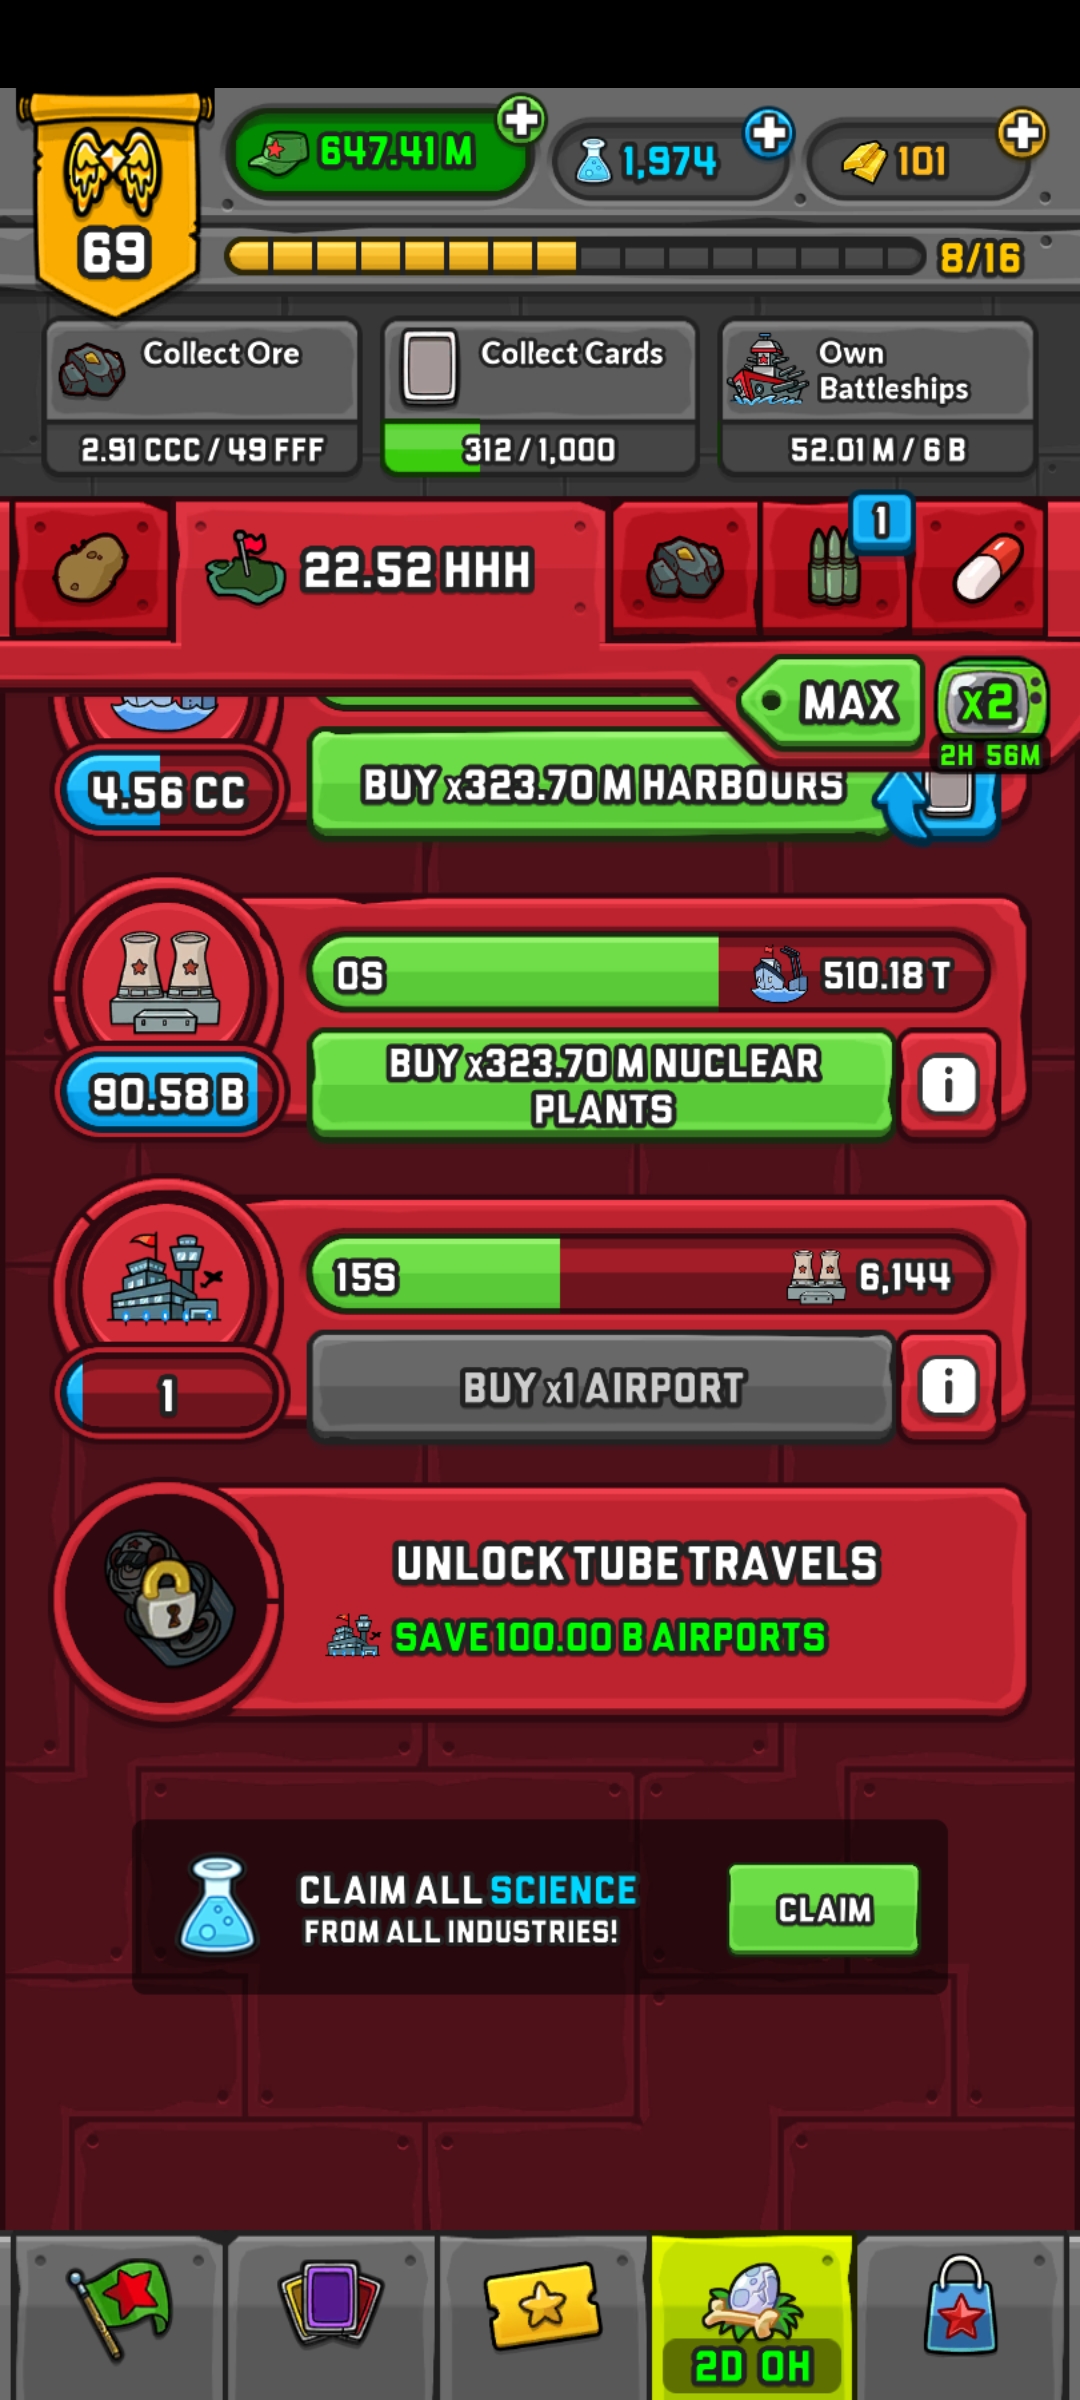 647.41 M
1,974
101
69
8/16
Collect Ore
2.91 CCC / 49 FFF
Collect Cards
312 / 1,000
Own
Battleships
52.01 M / 6 B
22.52 HHH
1
MAX
x2
2H 56M
4.56 CC
BUY x323.70 M HARBOURS
0S
510.18 T
90.58 B
BUY x323.70 M NUCLEAR
PLANTS
i
15S
6,144
1
BUY x1 AIRPORT
i
UNLOCK TUBE TRAVELS
SAVE 100.00 B AIRPORTS
CLAIM ALL SCIENCE
FROM ALL INDUSTRIES!
CLAIM
2D 0H